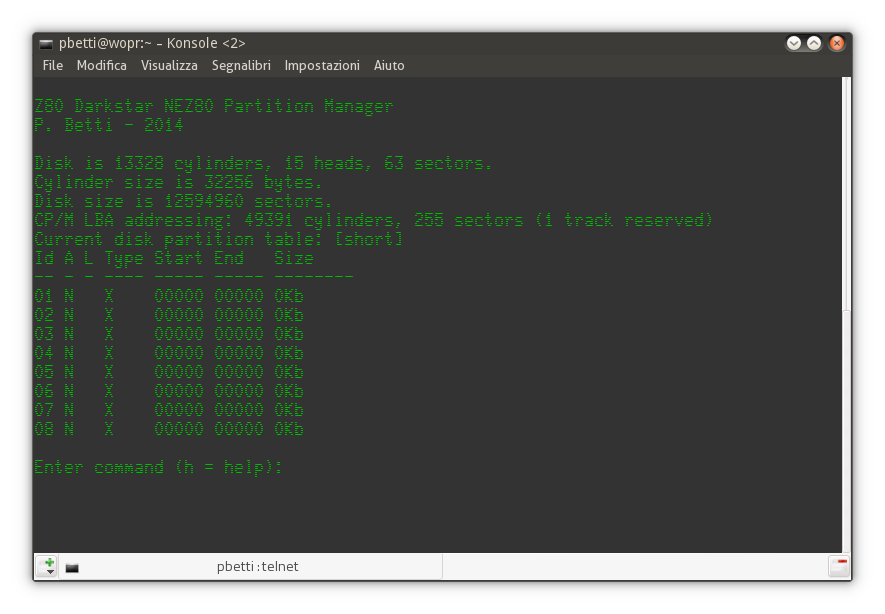 pbetti@wopr:~ – Konsole <2>
File Modifica Visualizza Segnalibri Impostazioni Aiuto
Z80 Darkstar NEZ80 Partition Manager
P. Betti - 2014
Disk is 13328 cylinders, 15 heads, 63 sectors.
Cylinder size is 32256 bytes.
Disk size is 12594960 sectors.
CP/M LBA addressing: 49391 cylinders, 255 sectors (1 track reserved)
Current disk partition table: [short]
Id A L Type Start End   Size
-- - - ---- ----- ----- --------
01 N   X    00000 00000 0Kb
02 N   X    00000 00000 0Kb
03 N   X    00000 00000 0Kb
04 N   X    00000 00000 0Kb
05 N   X    00000 00000 0Kb
06 N   X    00000 00000 0Kb
07 N   X    00000 00000 0Kb
08 N   X    00000 00000 0Kb
Enter command (h = help):
pbetti : telnet